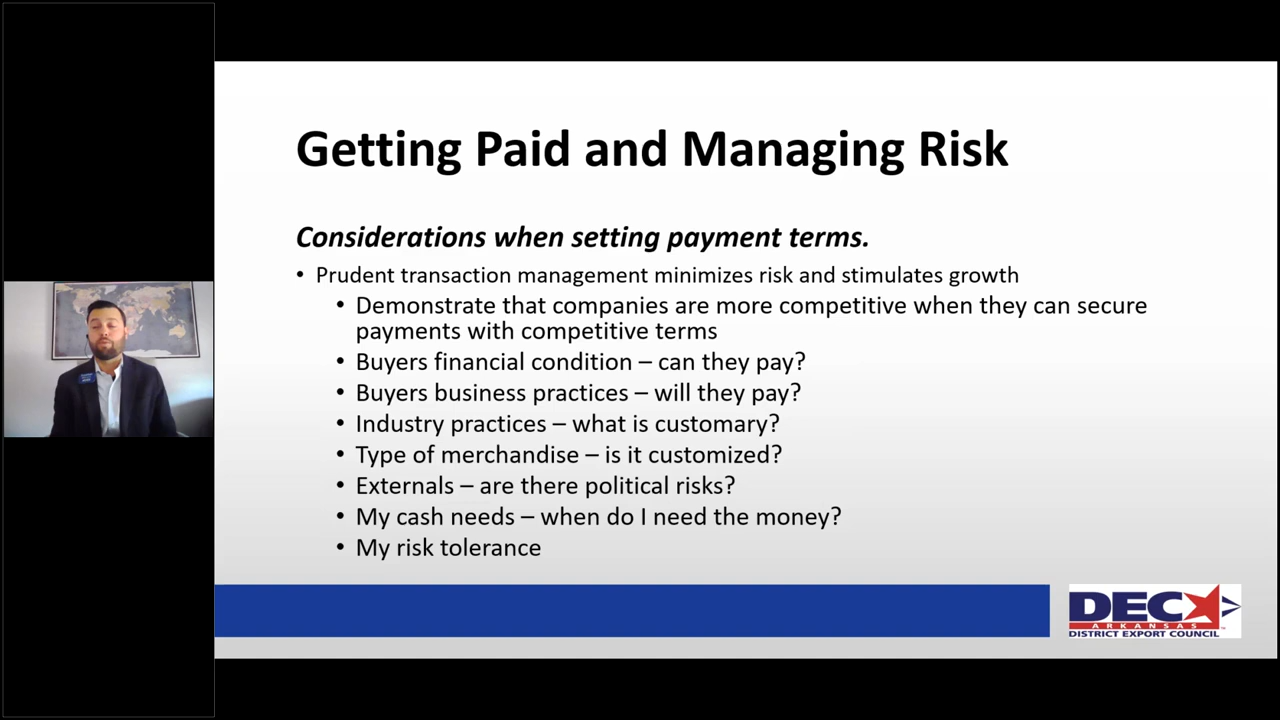 Getting Paid and Managing Risk
Considerations when setting payment terms.
• Prudent transaction management minimizes risk and stimulates growth
• Demonstrate that companies are more competitive when they can secure
payments with competitive terms
• Buyers financial condition – can they pay?
• Buyers business practices – will they pay?
• Industry practices – what is customary?
• Type of merchandise – is it customized?
• Externals – are there political risks?
• My cash needs – when do I need the money?
• My risk tolerance
DEC
ARKANSAS
DISTRICT EXPORT COUNCIL